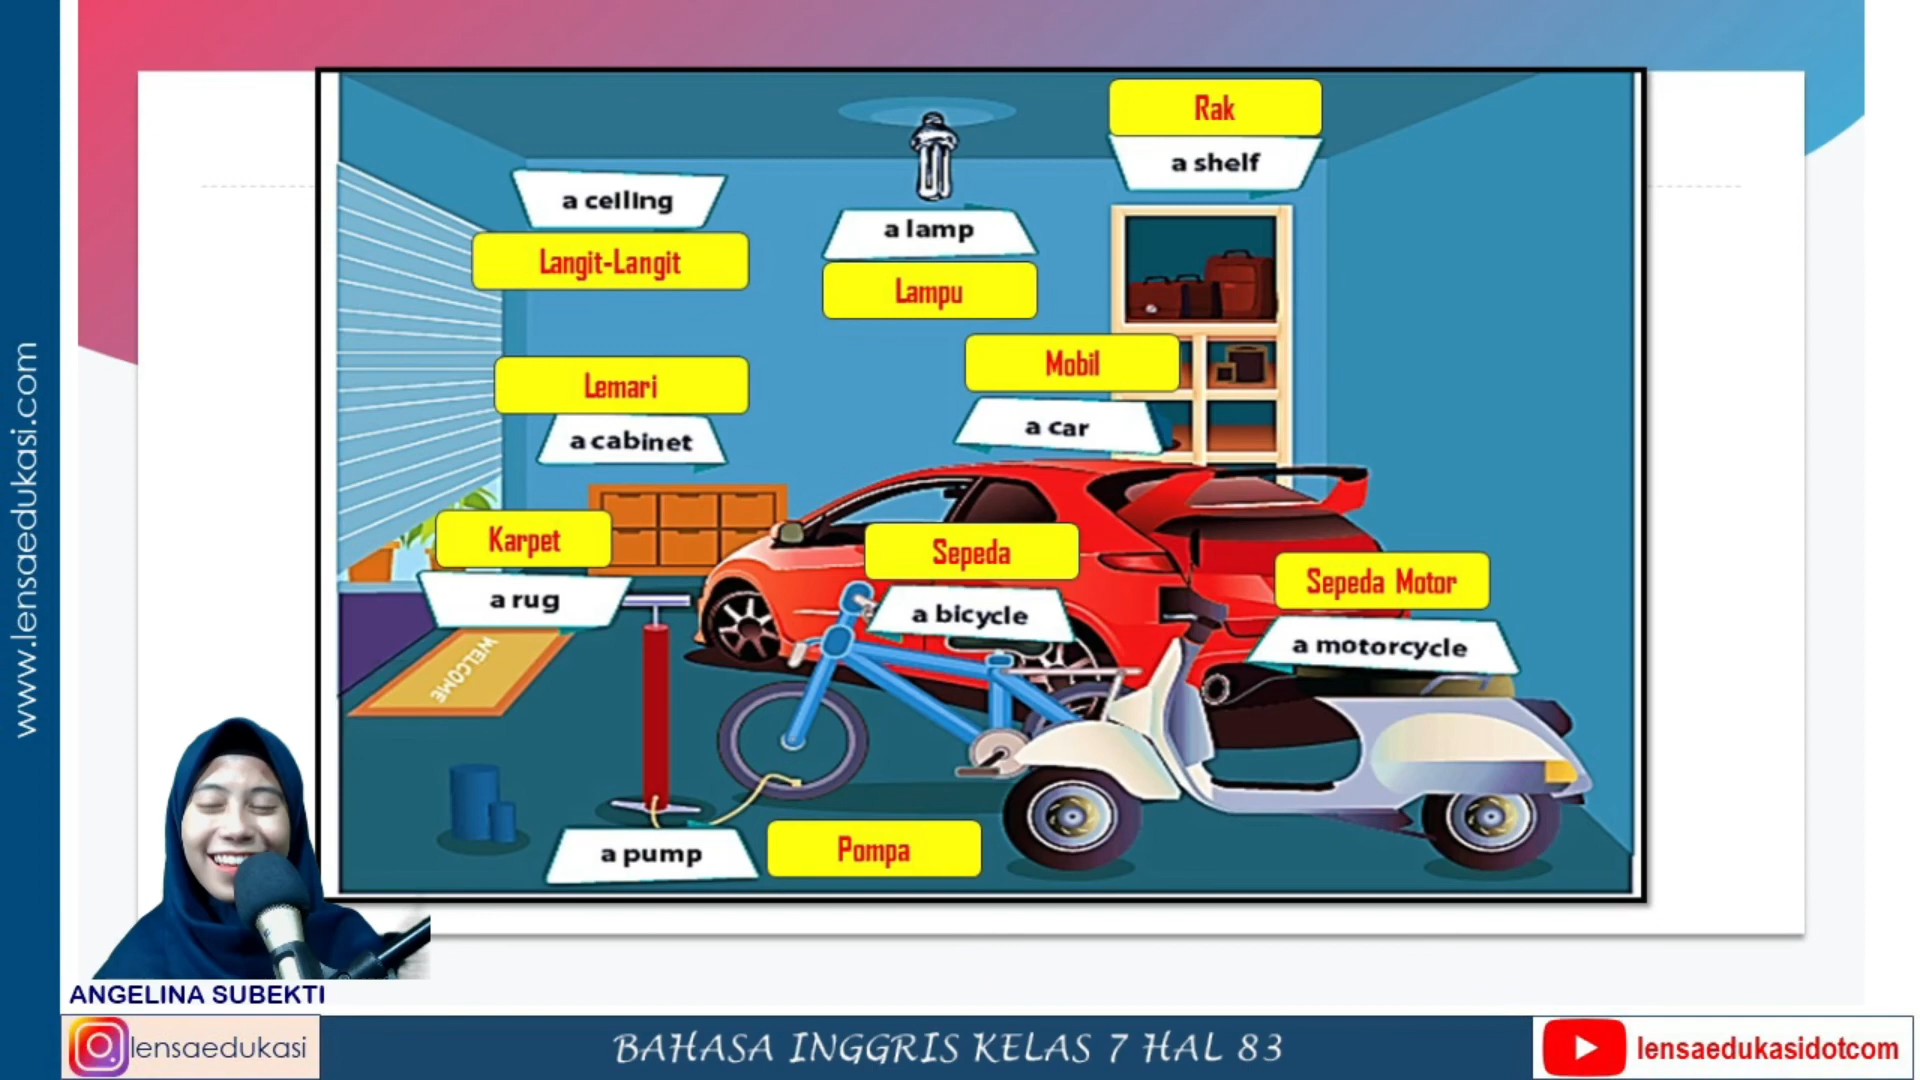 www.lensaedukasi.com
Rak
a shelf
a ceiling
Langit-Langit
a lamp
Lampu
Mobil
a car
Lemari
a cabinet
Karpet
a rug
Sepeda
a bicycle
Sepeda Motor
a motorcycle
WELCOME
a pump
Pompa
ANGELINA SUBEKTI
lensaedukasi
BAHASA INGGRIS KELAS 7 HAL 83
lensaedukasidotcom